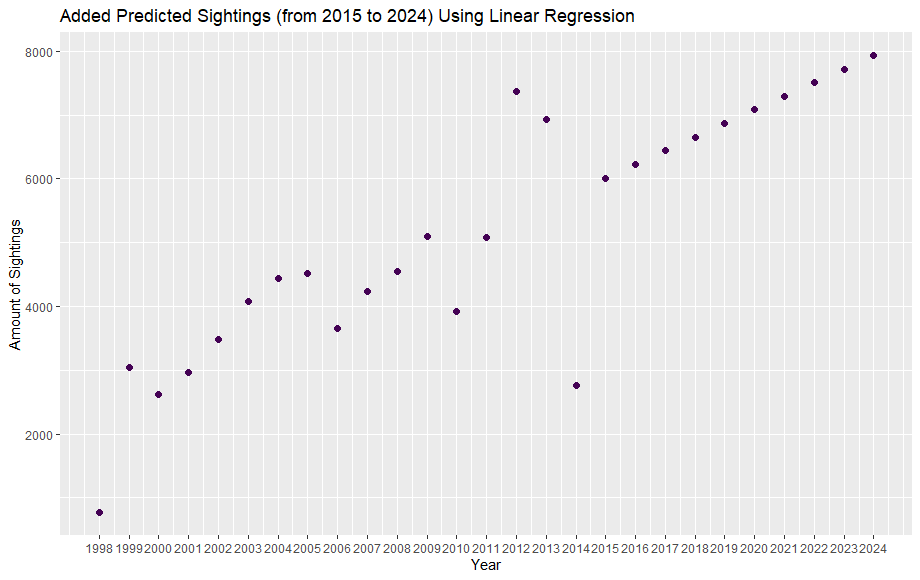 Added Predicted Sightings (from 2015 to 2024) Using Linear Regression
8000
6000
4000
2000
Amount of Sightings
1998 1999 2000 2001 2002 2003 2004 2005 2006 2007 2008 2009 2010 2011 2012 2013 2014 2015 2016 2017 2018 2019 2020 2021 2022 2023 2024
Year